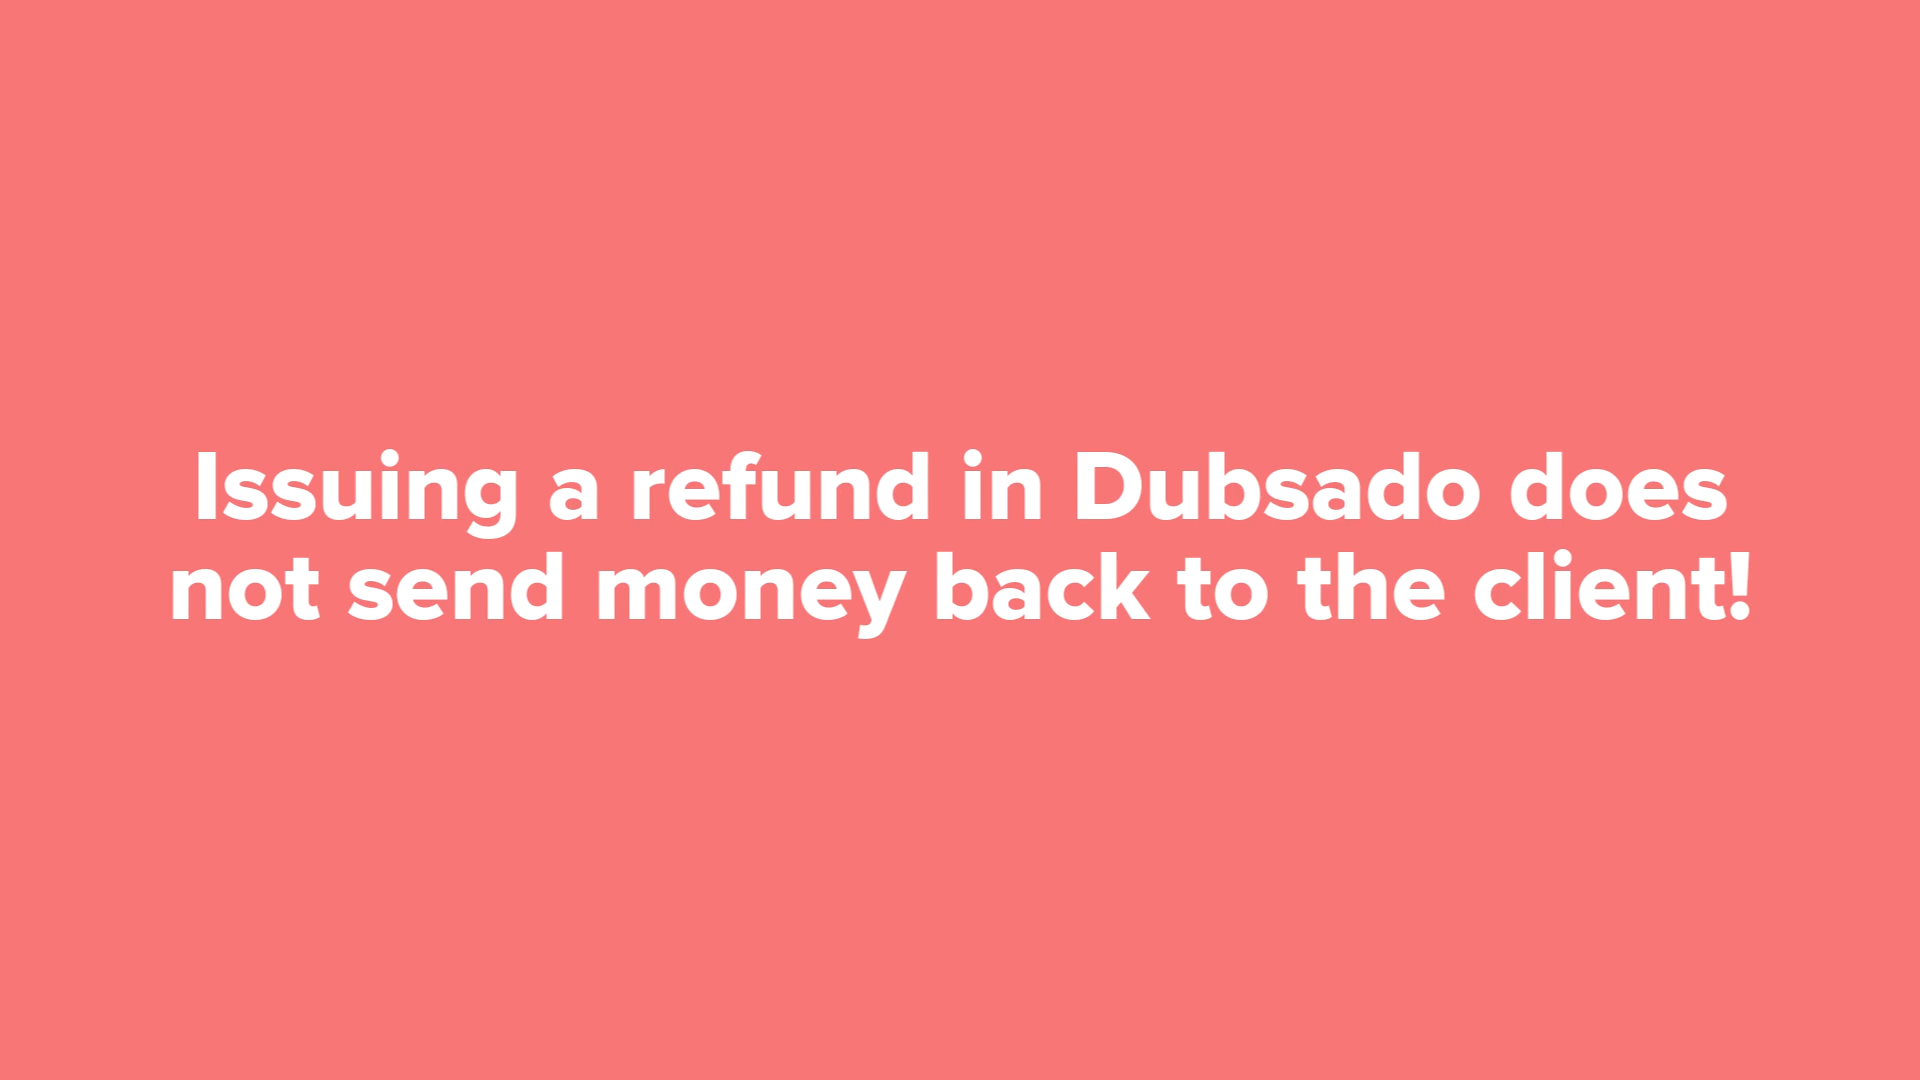 Issuing a refund in Dubsado does
not send money back to the client!